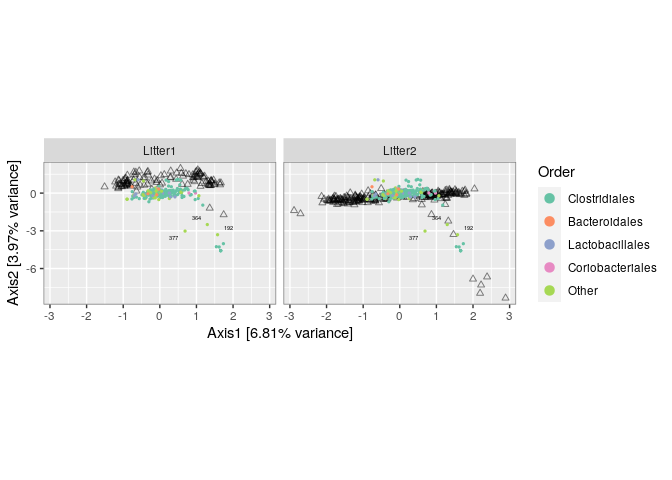 Litter1
Litter2
Axis2 [3.97% variance]
0
-3
-6
364
192
377
364
192
377
-3
-2
-1
0
1
2
3
-3
-2
-1
0
1
2
3
Axis1 [6.81% variance]
Order
Clostridiales
Bacteroidales
Lactobacillales
Coriobacteriales
Other